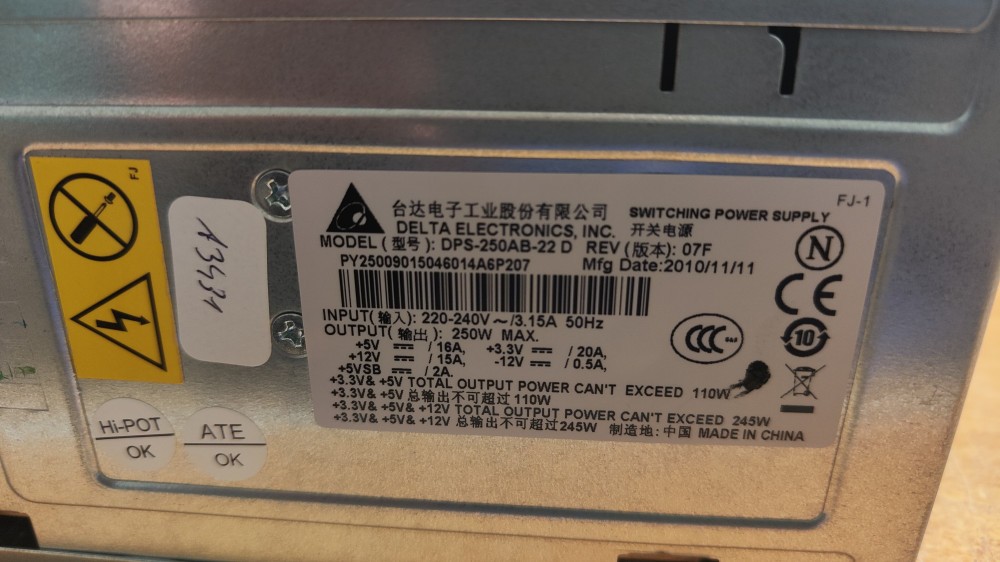 FJ
A3431
FJ-1
台达电子工业股份有限公司 SWITCHING POWER SUPPLY
DELTA ELECTRONICS, INC. 开关电源
MODEL (型号): DPS-250AB-22 D REV (版本): 07F
PY25009015046014A6P207 Mfg Date:2010/11/11
N
CE
INPUT(输入): 220-240V～/3.15A 50Hz
OUTPUT(输出): 250W MAX.
+5V / 16A, +3.3V / 20A,
+12V / 15A, -12V / 0.5A,
+5VSB / 2A.
CCC S&E
10
+3.3V& +5V TOTAL OUTPUT POWER CAN'T EXCEED 110W
+3.3V& +5V 总输出不可超过110W
+3.3V& +5V& +12V TOTAL OUTPUT POWER CAN'T EXCEED 245W
+3.3V& +5V& +12V 总输出不可超过245W 制造地: 中国 MADE IN CHINA
Hi-POT
OK
ATE
OK